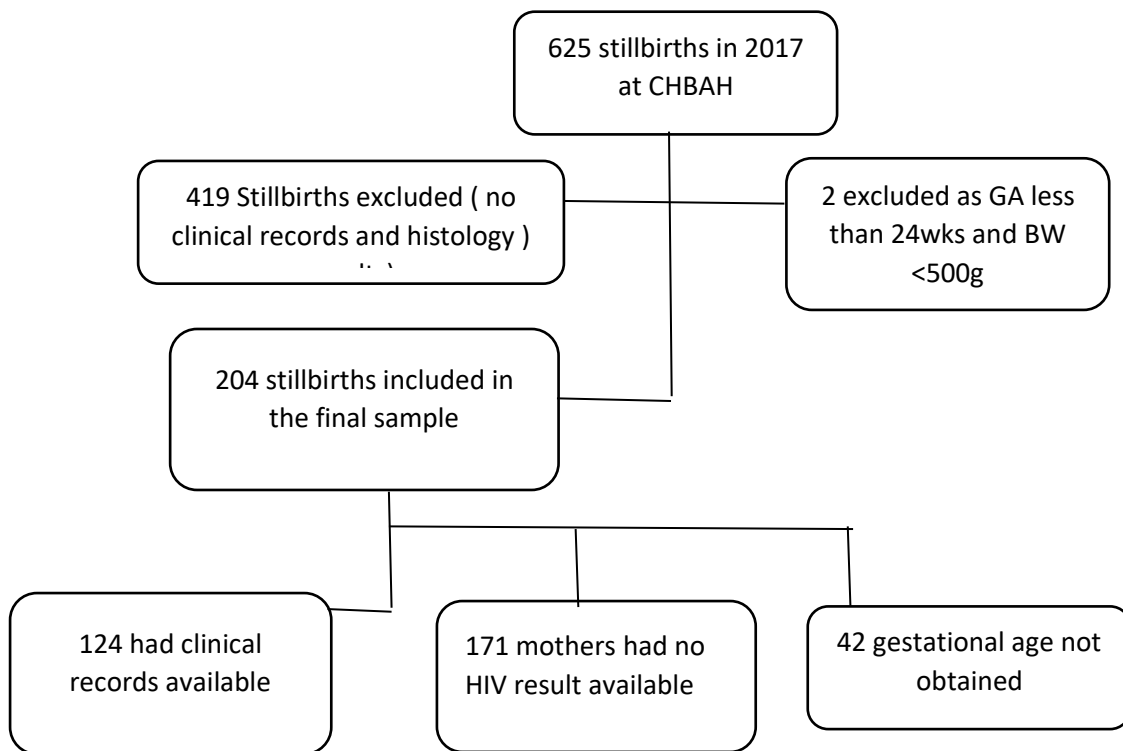 625 stillbirths in 2017
at CHBAH
419 Stillbirths excluded ( no
clinical records and histology )
2 excluded as GA less
than 24wks and BW
<500g
204 stillbirths included in
the final sample
124 had clinical
records available
171 mothers had no
HIV result available
42 gestational age not
obtained